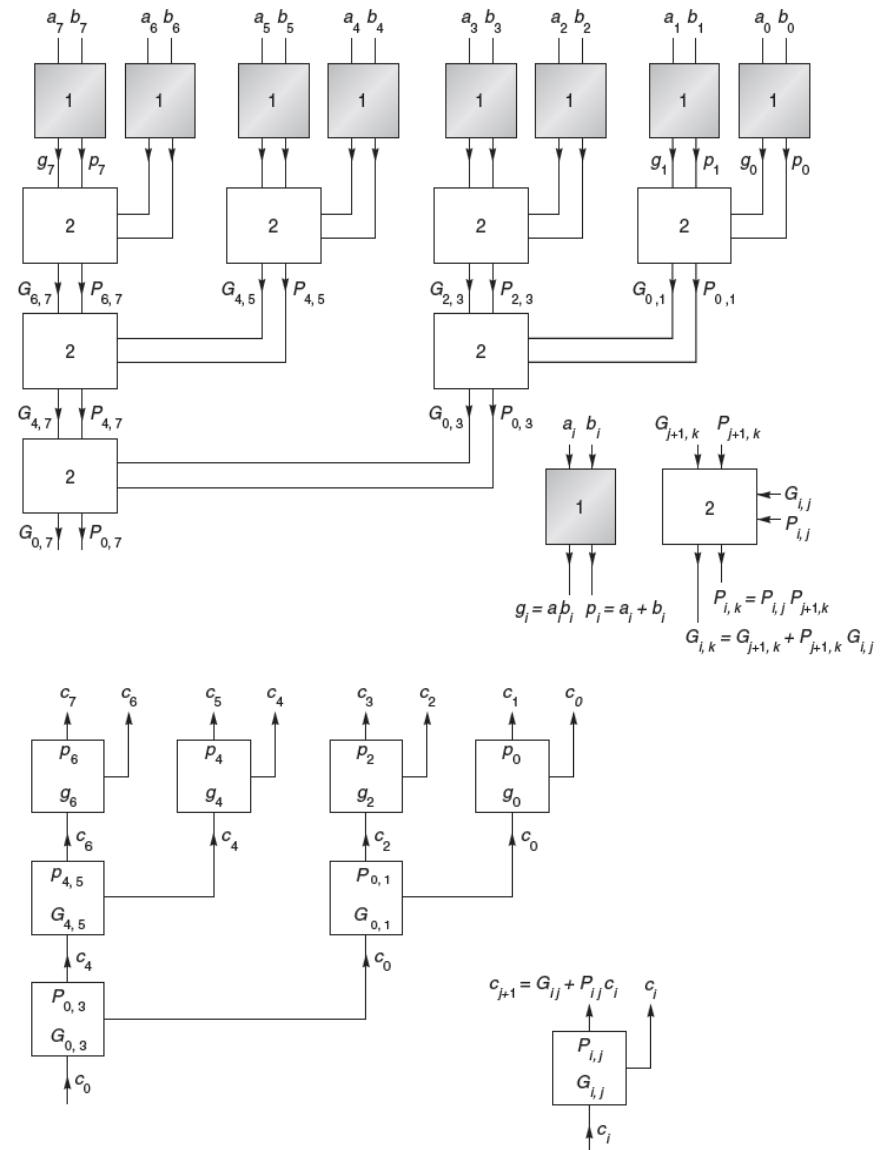 a7 b7 a6 b6 a5 b5 a4 b4 a3 b3 a2 b2 a1 b1 a0 b0
1 1 1 1 1 1 1 1
g7 p7 g1 p1 g0 p0
2 2 2 2
G6, 7 P6, 7 G4, 5 P4, 5 G2, 3 P2, 3 G0, 1 P0, 1
2 2
G4, 7 P4, 7 G0, 3 P0, 3
2
G0, 7 P0, 7
ai bi
1
gi = aibi pi = ai + bi
Gj+1, k Pj+1, k
2
Gi, j
Pi, j
Pi, k = Pi, j Pj+1,k
Gi, k = Gj+1, k + Pj+1, k Gi, j
c7 c6 c5 c4 c3 c2 c1 c0
p6 p4 p2 p0
g6 g4 g2 g0
c6 c4 c2 c0
p4, 5 P0, 1
G4, 5 G0, 1
c4 c0
P0, 3
G0, 3
c0
cj+1 = Gij + Pij ci ci
Pi, j
Gi, j
ci